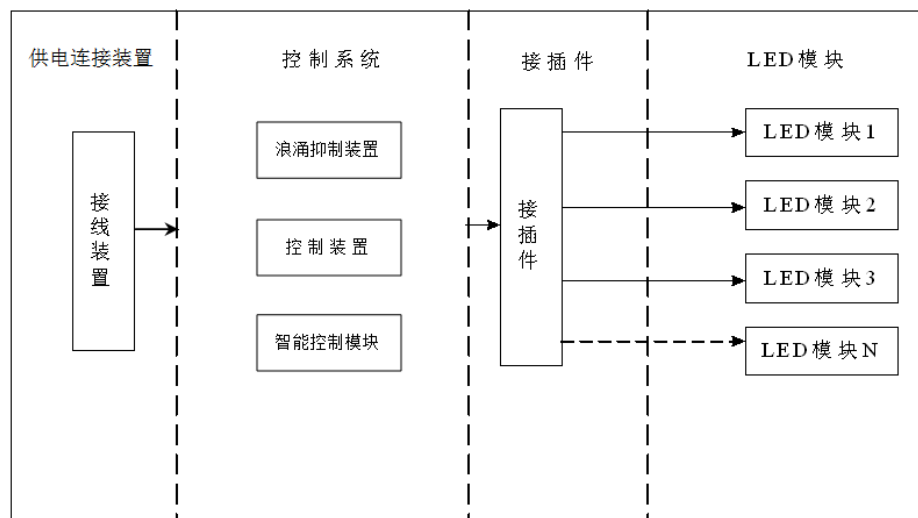 供电连接装置
控制系统
接插件
LED模块
接线装置
浪涌抑制装置
控制装置
智能控制模块
接插件
LED模块1
LED模块2
LED模块3
LED模块N